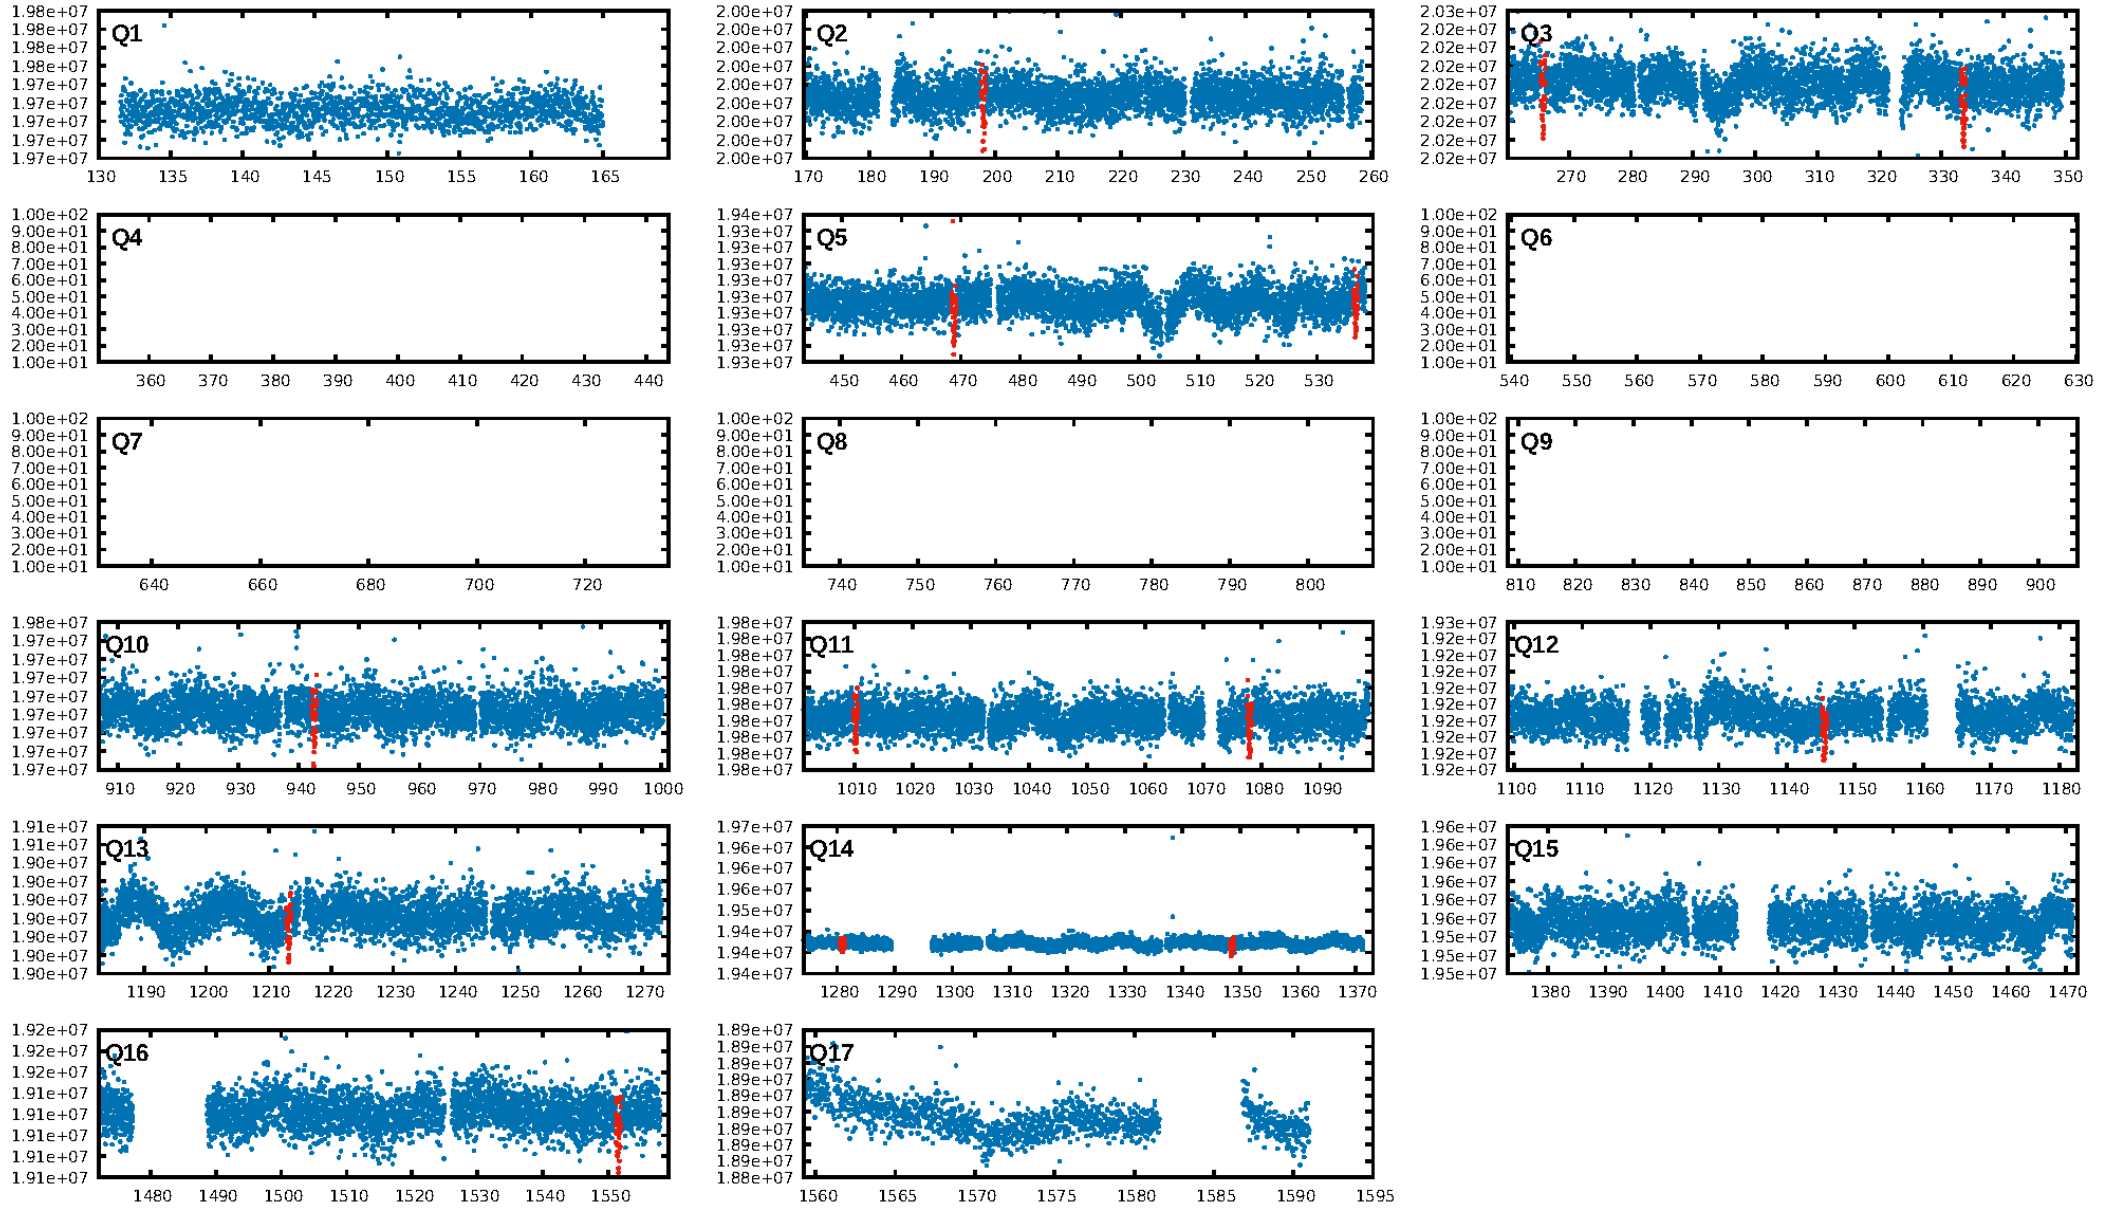 1.98e+07
1.98e+07
1.98e+07
1.98e+07
1.97e+07
1.97e+07
1.97e+07
1.97e+07
1.97e+07
Q1
130 135 140 145 150 155 160 165
2.00e+07
2.00e+07
2.00e+07
2.00e+07
2.00e+07
2.00e+07
2.00e+07
2.00e+07
2.00e+07
Q2
170 180 190 200 210 220 230 240 250 260
2.03e+07
2.02e+07
2.02e+07
2.02e+07
2.02e+07
2.02e+07
2.02e+07
2.02e+07
2.02e+07
Q3
270 280 290 300 310 320 330 340 350
1.00e+02
9.00e+01
8.00e+01
7.00e+01
6.00e+01
5.00e+01
4.00e+01
3.00e+01
2.00e+01
1.00e+01
Q4
360 370 380 390 400 410 420 430 440
1.94e+07
1.93e+07
1.93e+07
1.93e+07
1.93e+07
1.93e+07
1.93e+07
1.93e+07
1.93e+07
1.93e+07
Q5
450 460 470 480 490 500 510 520 530
1.00e+02
9.00e+01
8.00e+01
7.00e+01
6.00e+01
5.00e+01
4.00e+01
3.00e+01
2.00e+01
1.00e+01
Q6
540 550 560 570 580 590 600 610 620 630
1.00e+02
9.00e+01
8.00e+01
7.00e+01
6.00e+01
5.00e+01
4.00e+01
3.00e+01
2.00e+01
1.00e+01
Q7
640 660 680 700 720
1.00e+02
9.00e+01
8.00e+01
7.00e+01
6.00e+01
5.00e+01
4.00e+01
3.00e+01
2.00e+01
1.00e+01
Q8
740 750 760 770 780 790 800
1.00e+02
9.00e+01
8.00e+01
7.00e+01
6.00e+01
5.00e+01
4.00e+01
3.00e+01
2.00e+01
1.00e+01
Q9
810 820 830 840 850 860 870 880 890 900
1.98e+07
1.97e+07
1.97e+07
1.97e+07
1.97e+07
1.97e+07
1.97e+07
1.97e+07
1.97e+07
Q10
910 920 930 940 950 960 970 980 990 1000
1.98e+07
1.98e+07
1.98e+07
1.98e+07
1.98e+07
1.98e+07
1.98e+07
1.98e+07
1.98e+07
1.98e+07
Q11
1010 1020 1030 1040 1050 1060 1070 1080 1090
1.93e+07
1.92e+07
1.92e+07
1.92e+07
1.92e+07
1.92e+07
1.92e+07
1.92e+07
1.92e+07
1.92e+07
Q12
1100 1110 1120 1130 1140 1150 1160 1170 1180
1.91e+07
1.91e+07
1.90e+07
1.90e+07
1.90e+07
1.90e+07
1.90e+07
1.90e+07
1.90e+07
Q13
1190 1200 1210 1220 1230 1240 1250 1260 1270
1.97e+07
1.96e+07
1.96e+07
1.96e+07
1.95e+07
1.94e+07
1.94e+07
1.94e+07
Q14
1280 1290 1300 1310 1320 1330 1340 1350 1360 1370
1.96e+07
1.96e+07
1.96e+07
1.96e+07
1.96e+07
1.96e+07
1.95e+07
1.95e+07
1.95e+07
Q15
1380 1390 1400 1410 1420 1430 1440 1450 1460 1470
1.92e+07
1.92e+07
1.92e+07
1.91e+07
1.91e+07
1.91e+07
1.91e+07
1.91e+07
Q16
1480 1490 1500 1510 1520 1530 1540 1550
1.89e+07
1.89e+07
1.89e+07
1.89e+07
1.89e+07
1.89e+07
1.89e+07
1.89e+07
1.89e+07
1.88e+07
Q17
1560 1565 1570 1575 1580 1585 1590 1595